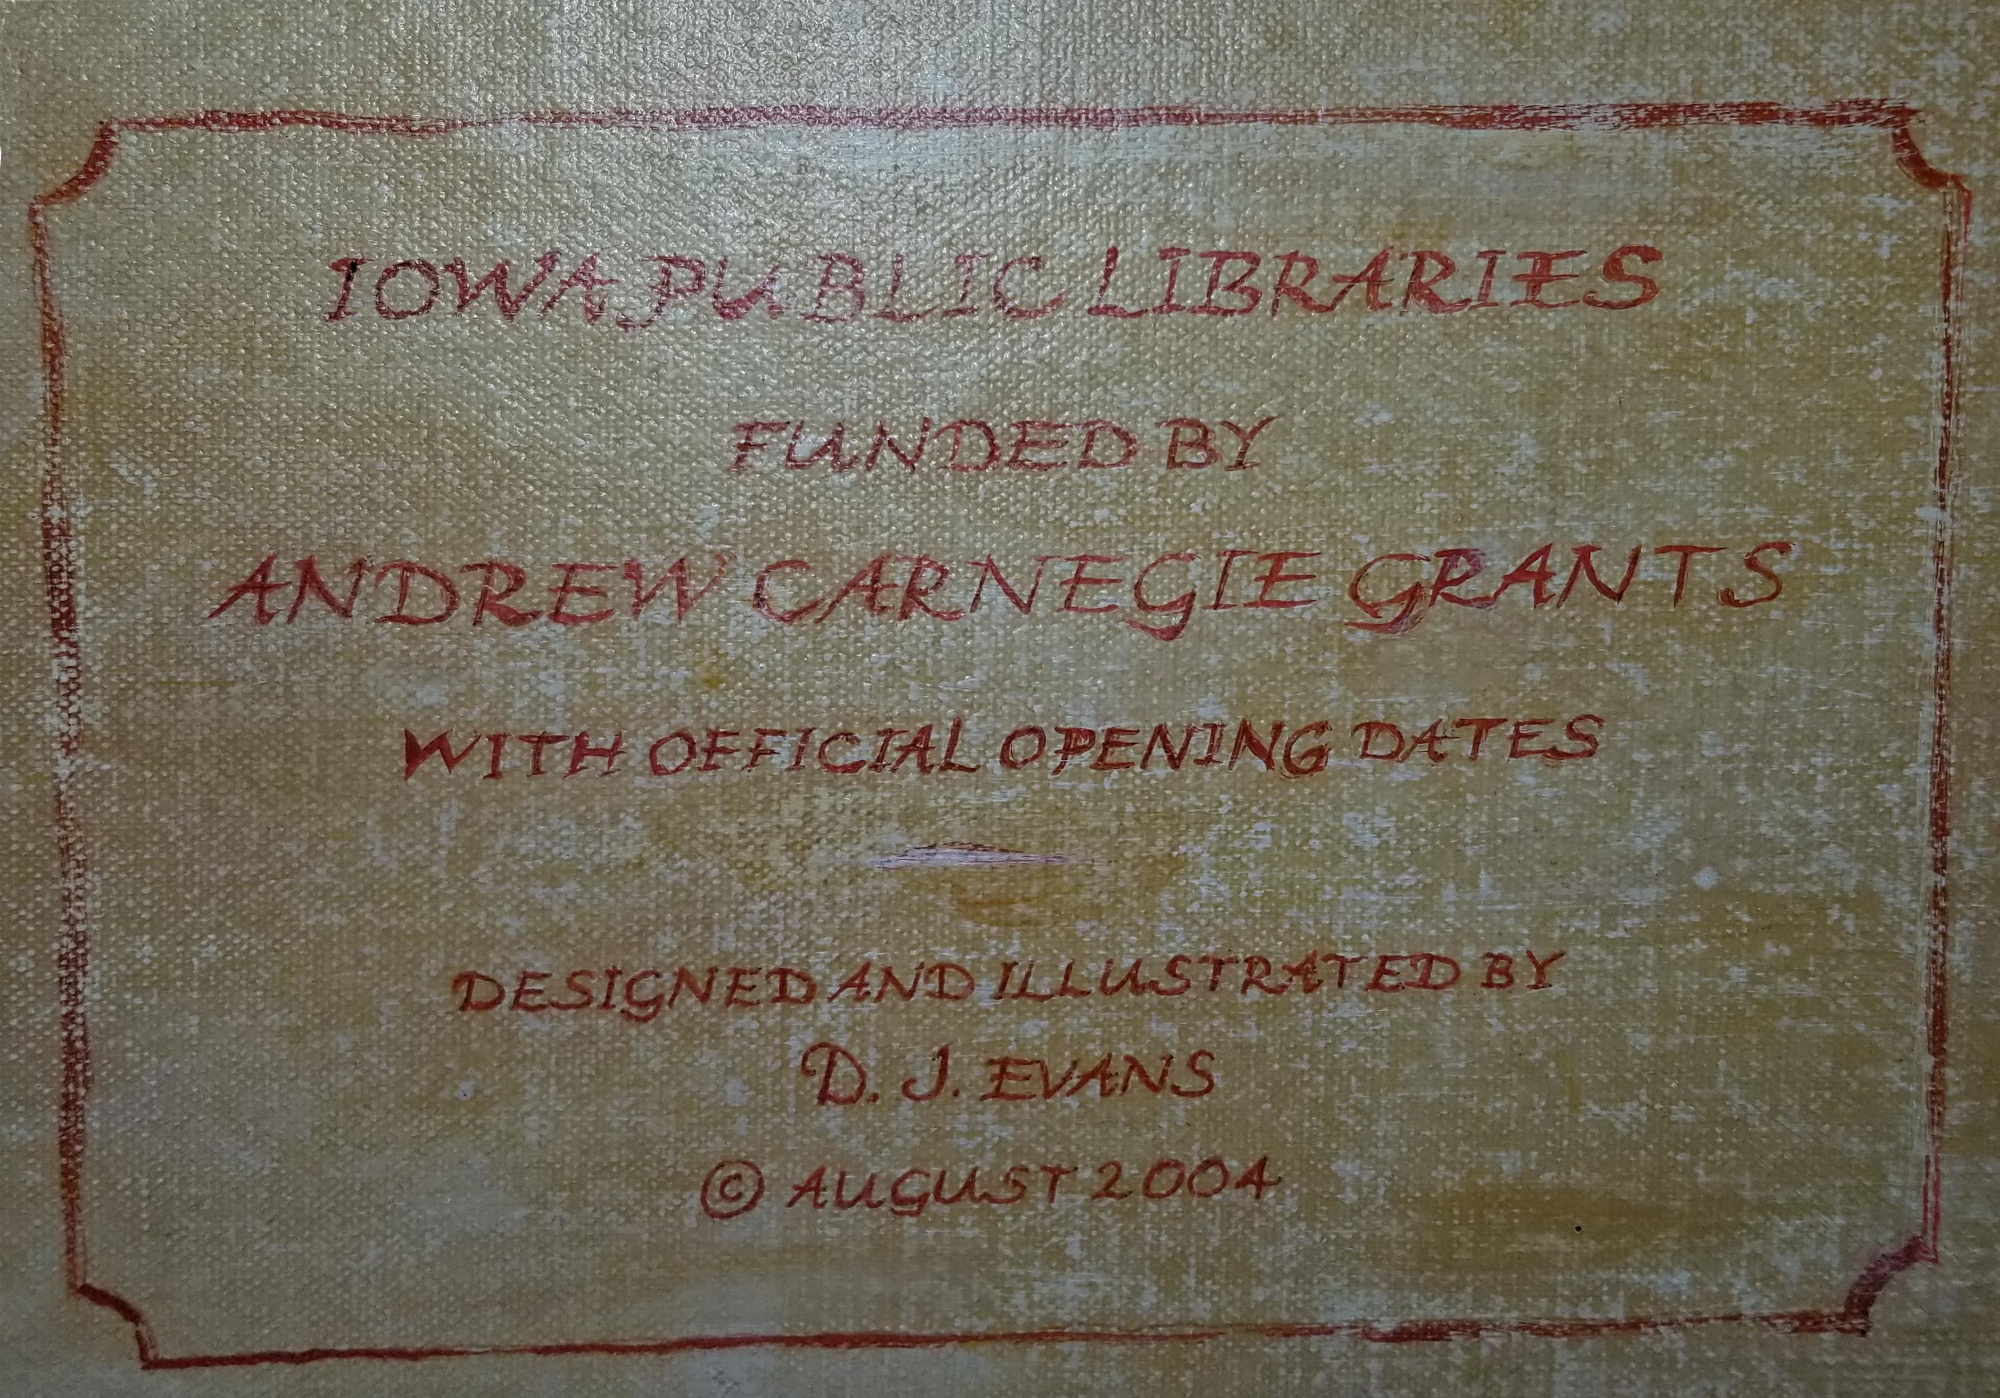 IOWA PUBLIC LIBRARIES
FUNDED BY
ANDREW CARNEGIE GRANTS
WITH OFFICIAL OPENING DATES
DESIGNED AND ILLUSTRATED BY
D. J. EVANS
© AUGUST 2004